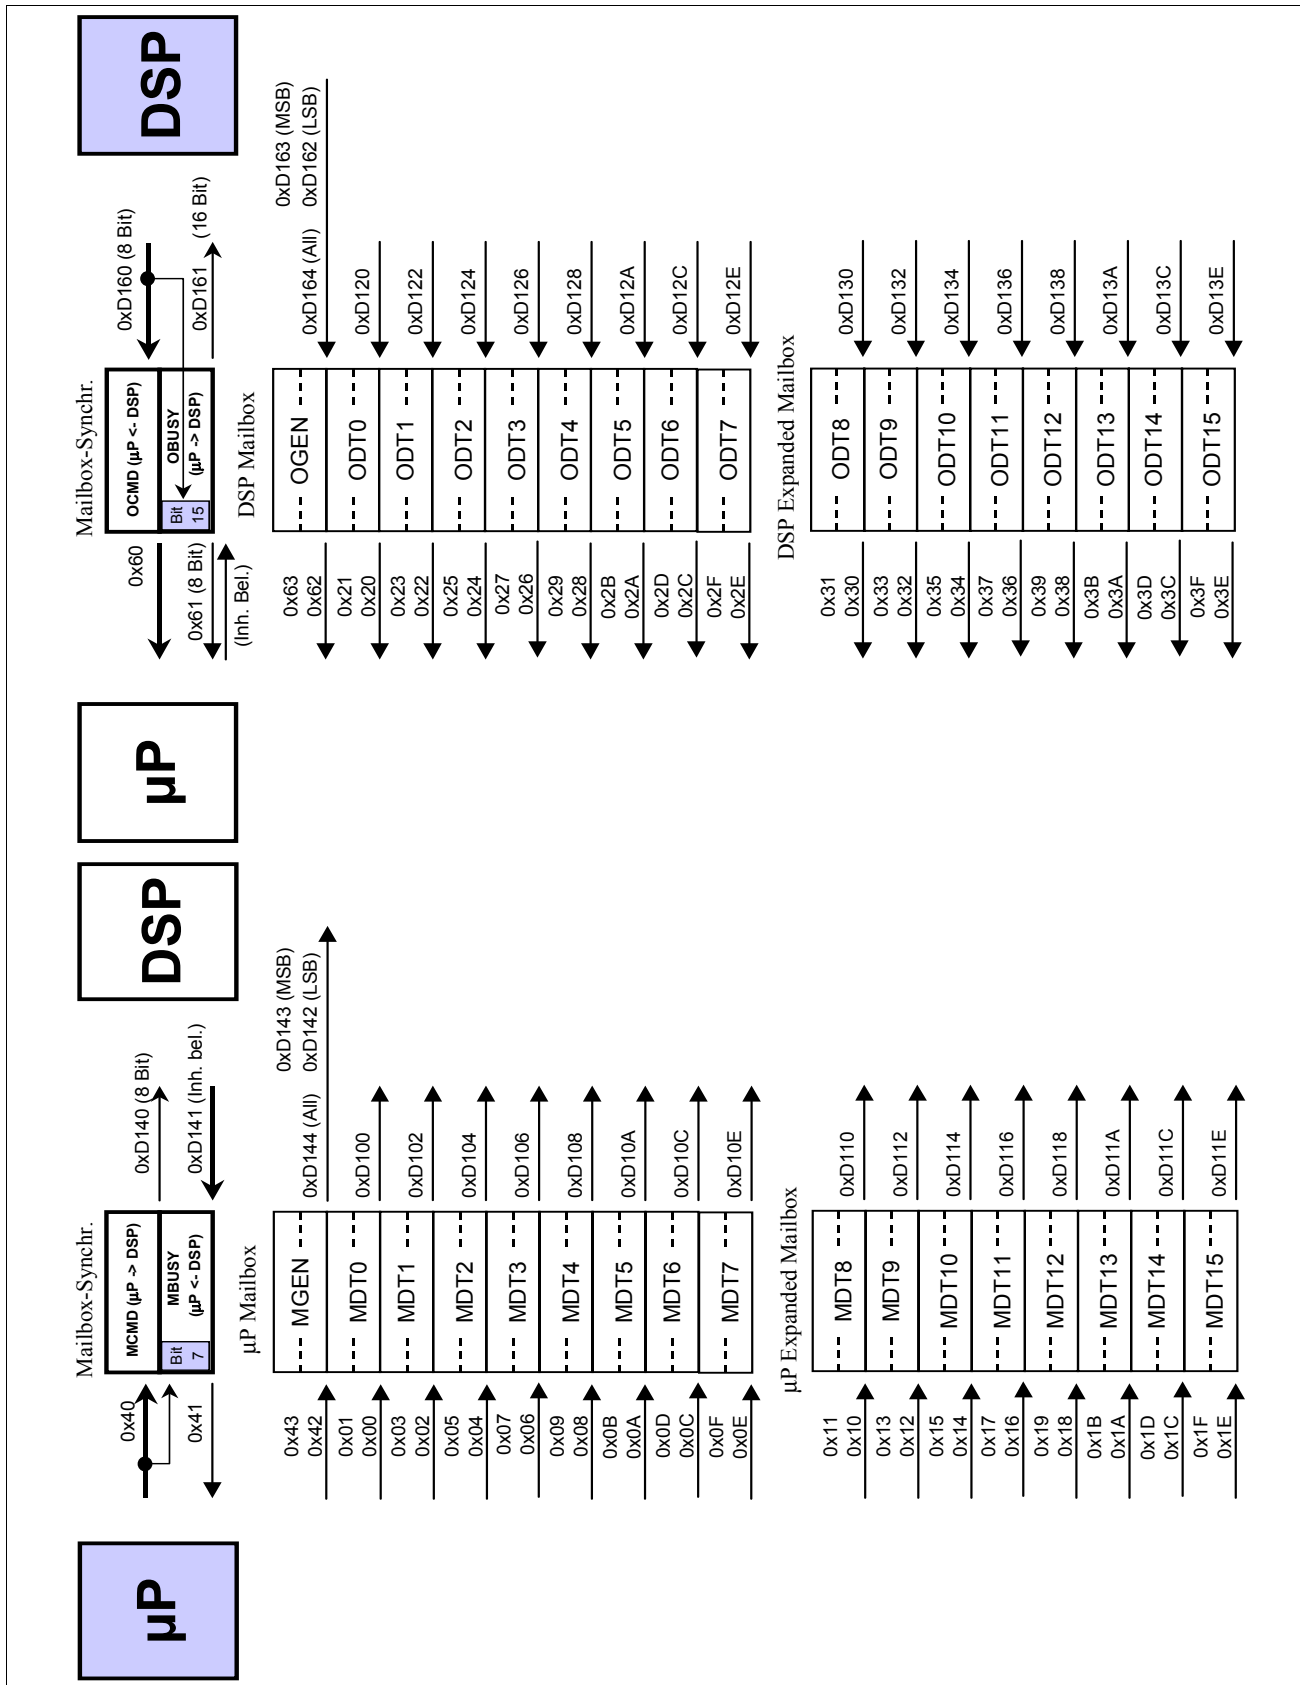 µP
DSP
Mailbox-Synchr.
0x40
MCMD (µP -> DSP)
0xD140 (8 Bit)
0x41
Bit
7
MBUSY
(µP <- DSP)
0xD141 (Inh. bel.)
µP Mailbox
0xD143 (MSB)
0xD142 (LSB)
0x43
0x42
MGEN
0xD144 (All)
0x01
0x00
MDT0
0xD100
0x03
0x02
MDT1
0xD102
0x05
0x04
MDT2
0xD104
0x07
0x06
MDT3
0xD106
0x09
0x08
MDT4
0xD108
0x0B
0x0A
MDT5
0xD10A
0x0D
0x0C
MDT6
0xD10C
0x0F
0x0E
MDT7
0xD10E
µP Expanded Mailbox
0x11
0x10
MDT8
0xD110
0x13
0x12
MDT9
0xD112
0x15
0x14
MDT10
0xD114
0x17
0x16
MDT11
0xD116
0x19
0x18
MDT12
0xD118
0x1B
0x1A
MDT13
0xD11A
0x1D
0x1C
MDT14
0xD11C
0x1F
0x1E
MDT15
0xD11E
µP
DSP
Mailbox-Synchr.
0x60
OCMD (µP <- DSP)
0xD160 (8 Bit)
0x61 (8 Bit)
(Inh. Bel.)
Bit
15
OBUSY
(µP -> DSP)
0xD161 (16 Bit)
DSP Mailbox
0xD163 (MSB)
0xD162 (LSB)
0x63
0x62
OGEN
0xD164 (All)
0x21
0x20
ODT0
0xD120
0x23
0x22
ODT1
0xD122
0x25
0x24
ODT2
0xD124
0x27
0x26
ODT3
0xD126
0x29
0x28
ODT4
0xD128
0x2B
0x2A
ODT5
0xD12A
0x2D
0x2C
ODT6
0xD12C
0x2F
0x2E
ODT7
0xD12E
DSP Expanded Mailbox
0x31
0x30
ODT8
0xD130
0x33
0x32
ODT9
0xD132
0x35
0x34
ODT10
0xD134
0x37
0x36
ODT11
0xD136
0x39
0x38
ODT12
0xD138
0x3B
0x3A
ODT13
0xD13A
0x3D
0x3C
ODT14
0xD13C
0x3F
0x3E
ODT15
0xD13E